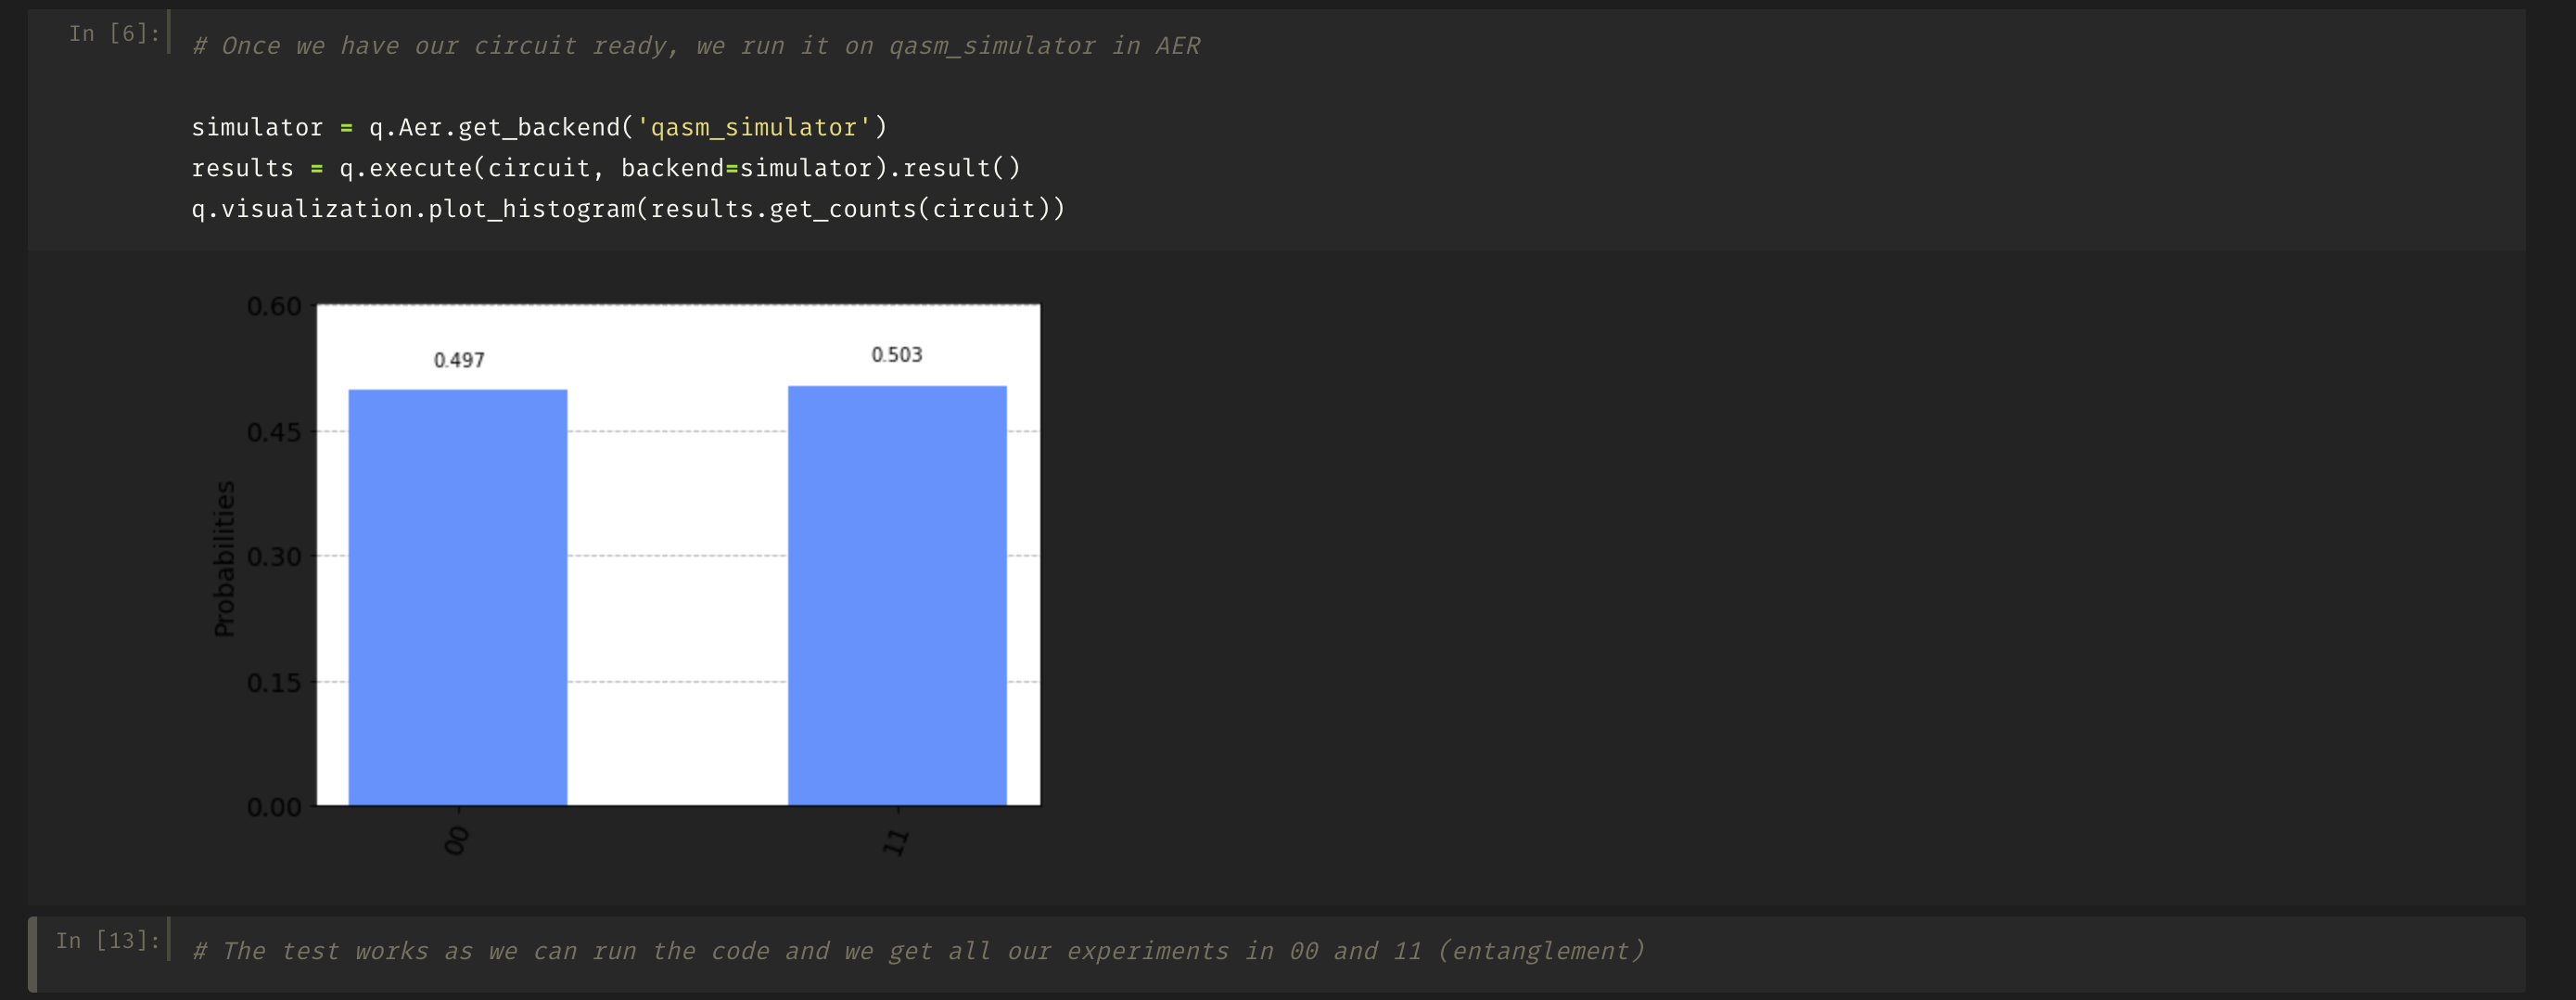 In [6]:
# Once we have our circuit ready, we run it on qasm_simulator in AER
simulator = q.Aer.get_backend('qasm_simulator')
results = q.execute(circuit, backend=simulator).result()
q.visualization.plot_histogram(results.get_counts(circuit))
0.60
0.497
0.503
0.45
Probabilities
0.30
0.15
0.00
00
11
In [13]:
# The test works as we can run the code and we get all our experiments in 00 and 11 (entanglement)